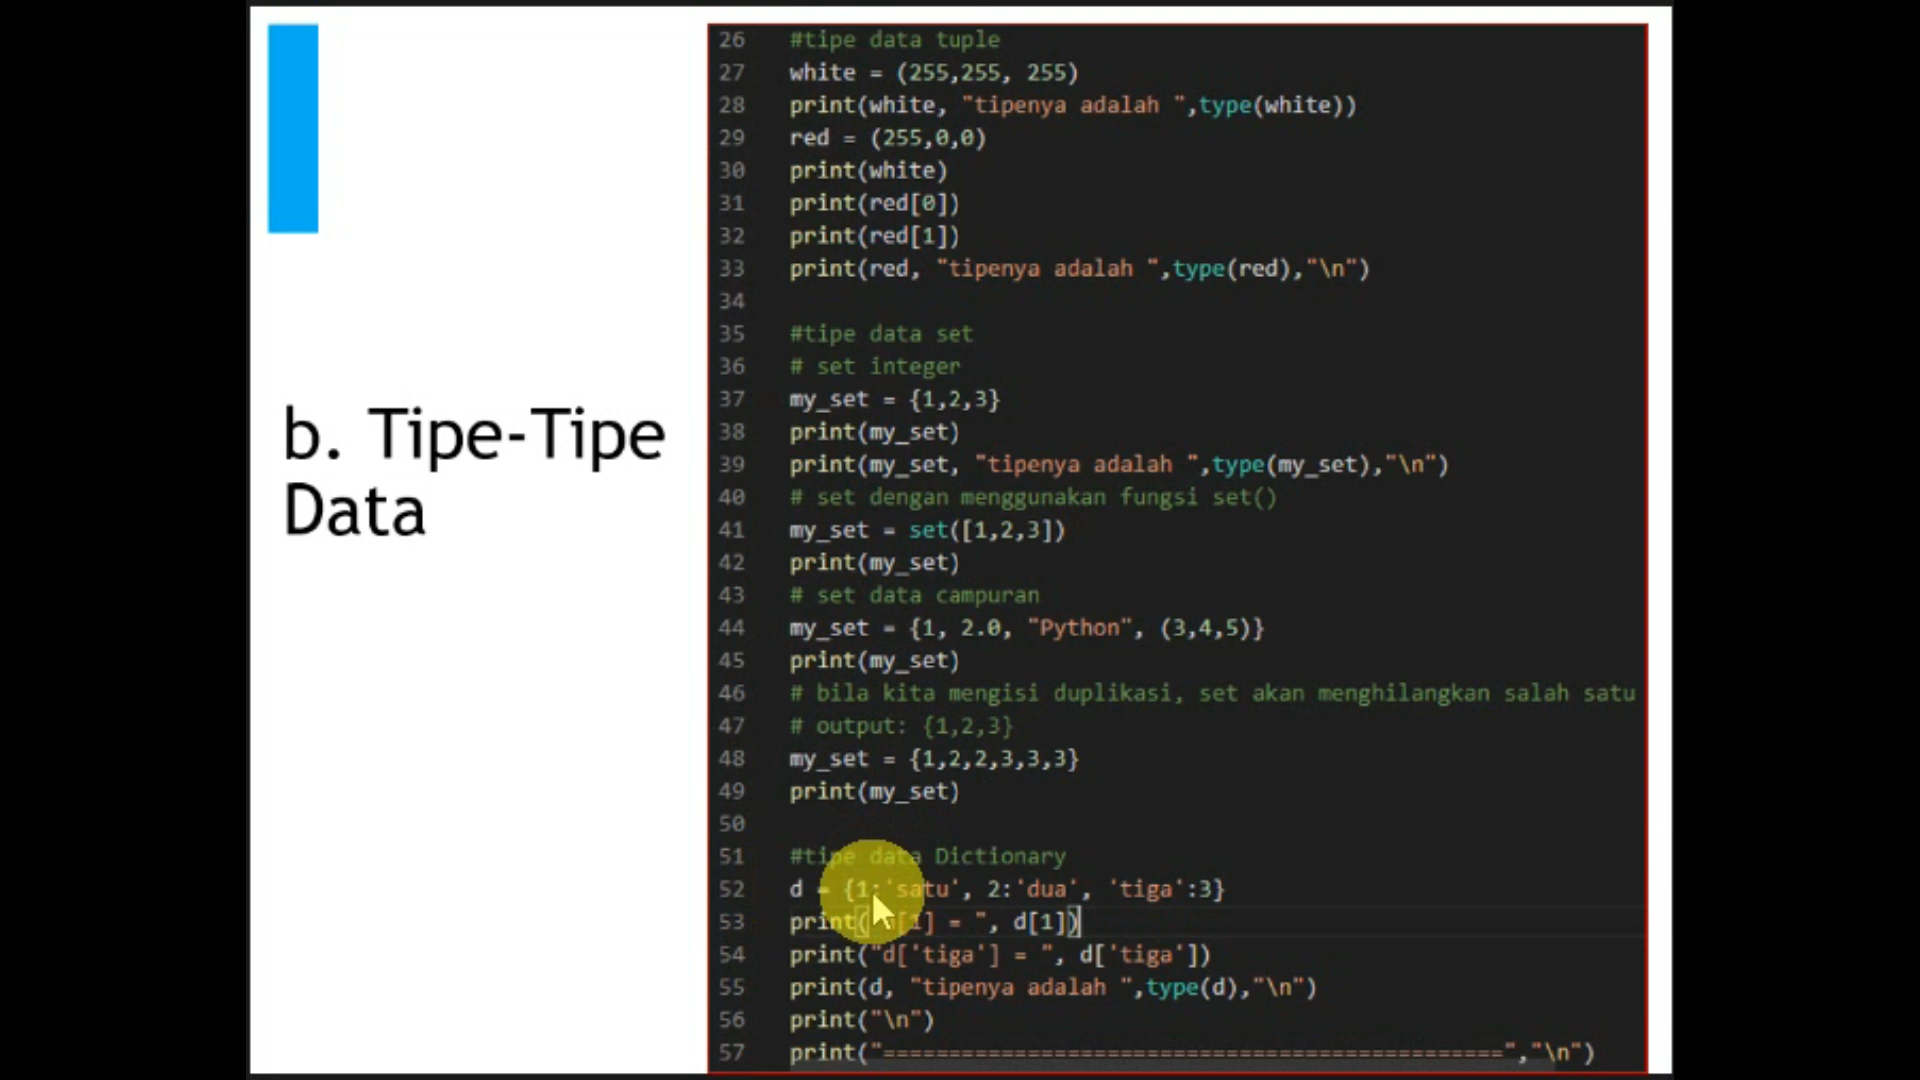 b. Tipe-Tipe
Data
26 #tipe data tuple
27 white = (255,255, 255)
28 print(white, "tipenya adalah ",type(white))
29 red = (255,0,0)
30 print(white)
31 print(red[0])
32 print(red[1])
33 print(red, "tipenya adalah ",type(red),"\n")
34
35 #tipe data set
36 # set integer
37 my_set = {1,2,3}
38 print(my_set)
39 print(my_set, "tipenya adalah ",type(my_set),"\n")
40 # set dengan menggunakan fungsi set()
41 my_set = set([1,2,3])
42 print(my_set)
43 # set data campuran
44 my_set = {1, 2.0, "Python", (3,4,5)}
45 print(my_set)
46 # bila kita mengisi duplikasi, set akan menghilangkan salah satu
47 # output: {1,2,3}
48 my_set = {1,2,2,3,3,3}
49 print(my_set)
50
51 #tipe data Dictionary
52 d = {1:'satu', 2:'dua', 'tiga':3}
53 print( [1] = ", d[1])
54 print("d['tiga'] = ", d['tiga'])
55 print(d, "tipenya adalah ",type(d),"\n")
56 print("\n")
57 print("===============================================","\n")